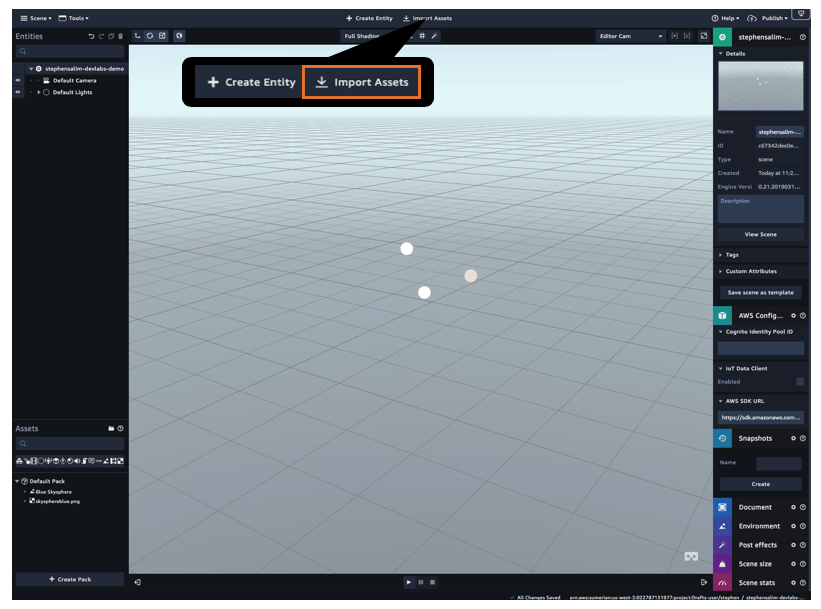 Scene
Tools
Create Entity
Import Assets
Help
Publish
Entities
Full Shading
Editor Cam
stephensalim-...
stephensalim-devlabs-demo
Default Camera
Default Lights
Create Entity
Import Assets
Details
Name stephensalim-...
ID c67342dee0e...
Type scene
Created Today at 11:2...
Engine Versi 0.21.2019031...
Description
View Scene
Tags
Custom Attributes
Save scene as template
AWS Config...
Cognito Identity Pool ID
IoT Data Client
Enabled
AWS SDK URL
https://sdk.amazonaws.com...
Snapshots
Name
Create
Document
Environment
Post effects
Scene size
Scene stats
Assets
Default Pack
Blue Skysphere
skysphereblue.png
Create Pack
All Changes Saved arn:aws:sumerian:us-west-2:022787131977:project:Drafts-user/stephen / stephensalim-devlabs-...